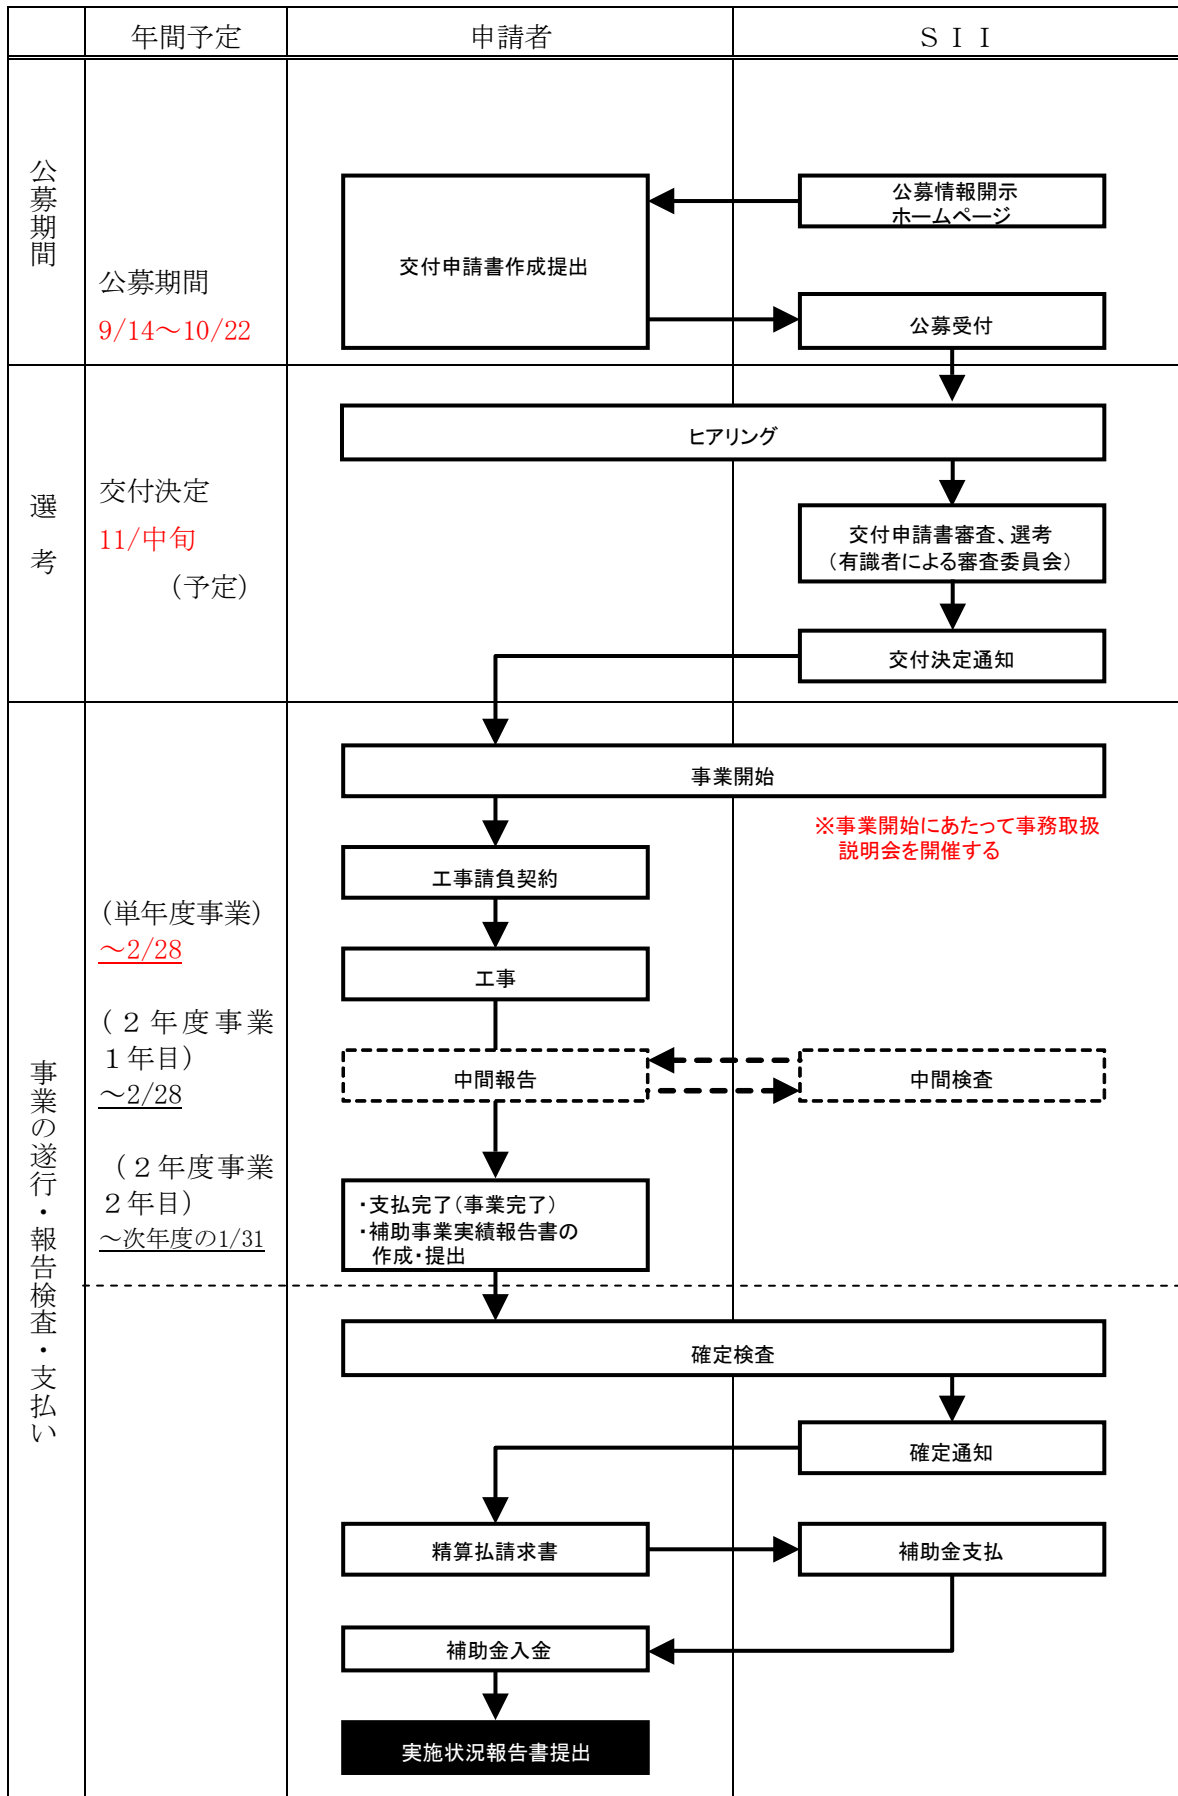 年間予定
申請者
ＳＩＩ
公募期間
公募期間
9/14～10/22
公募情報開示
ホームページ
交付申請書作成提出
公募受付
選考
交付決定
11/中旬
（予定）
ヒアリング
交付申請書審査、選考
（有識者による審査委員会）
交付決定通知
事業の遂行・報告検査・支払い
事業開始
※事業開始にあたって事務取扱
説明会を開催する
工事請負契約
（単年度事業）
～2/28
工事
（２年度事業
１年目）
～2/28
中間報告
中間検査
（２年度事業
２年目）
～次年度の1/31
・支払完了（事業完了）
・補助事業実績報告書の
作成・提出
確定検査
確定通知
精算払請求書
補助金支払
補助金入金
実施状況報告書提出